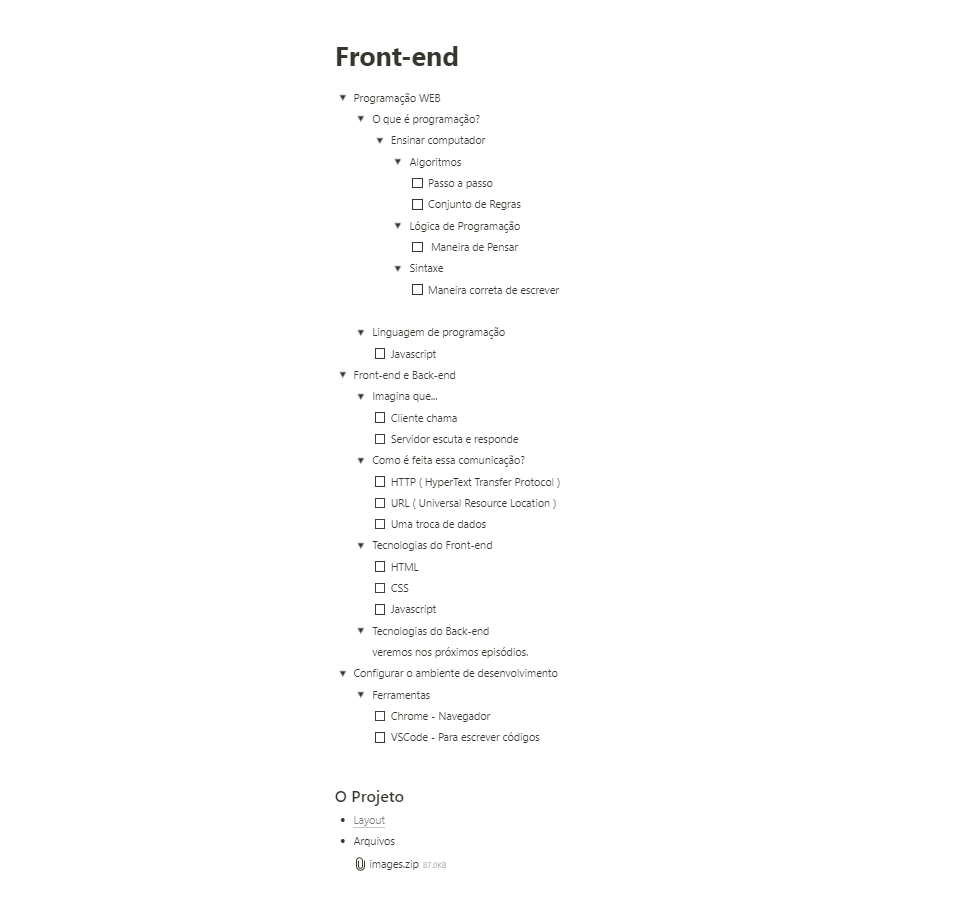 Front-end
Programação WEB
O que é programação?
Ensinar computador
Algoritmos
Passo a passo
Conjunto de Regras
Lógica de Programação
Maneira de Pensar
Sintaxe
Maneira correta de escrever
Linguagem de programação
Javascript
Front-end e Back-end
Imagina que...
Cliente chama
Servidor escuta e responde
Como é feita essa comunicação?
HTTP ( HyperText Transfer Protocol )
URL ( Universal Resource Location )
Uma troca de dados
Tecnologias do Front-end
HTML
CSS
Javascript
Tecnologias do Back-end
veremos nos próximos episódios.
Configurar o ambiente de desenvolvimento
Ferramentas
Chrome - Navegador
VSCode - Para escrever códigos
O Projeto
Layout
Arquivos
images.zip 87.0KB